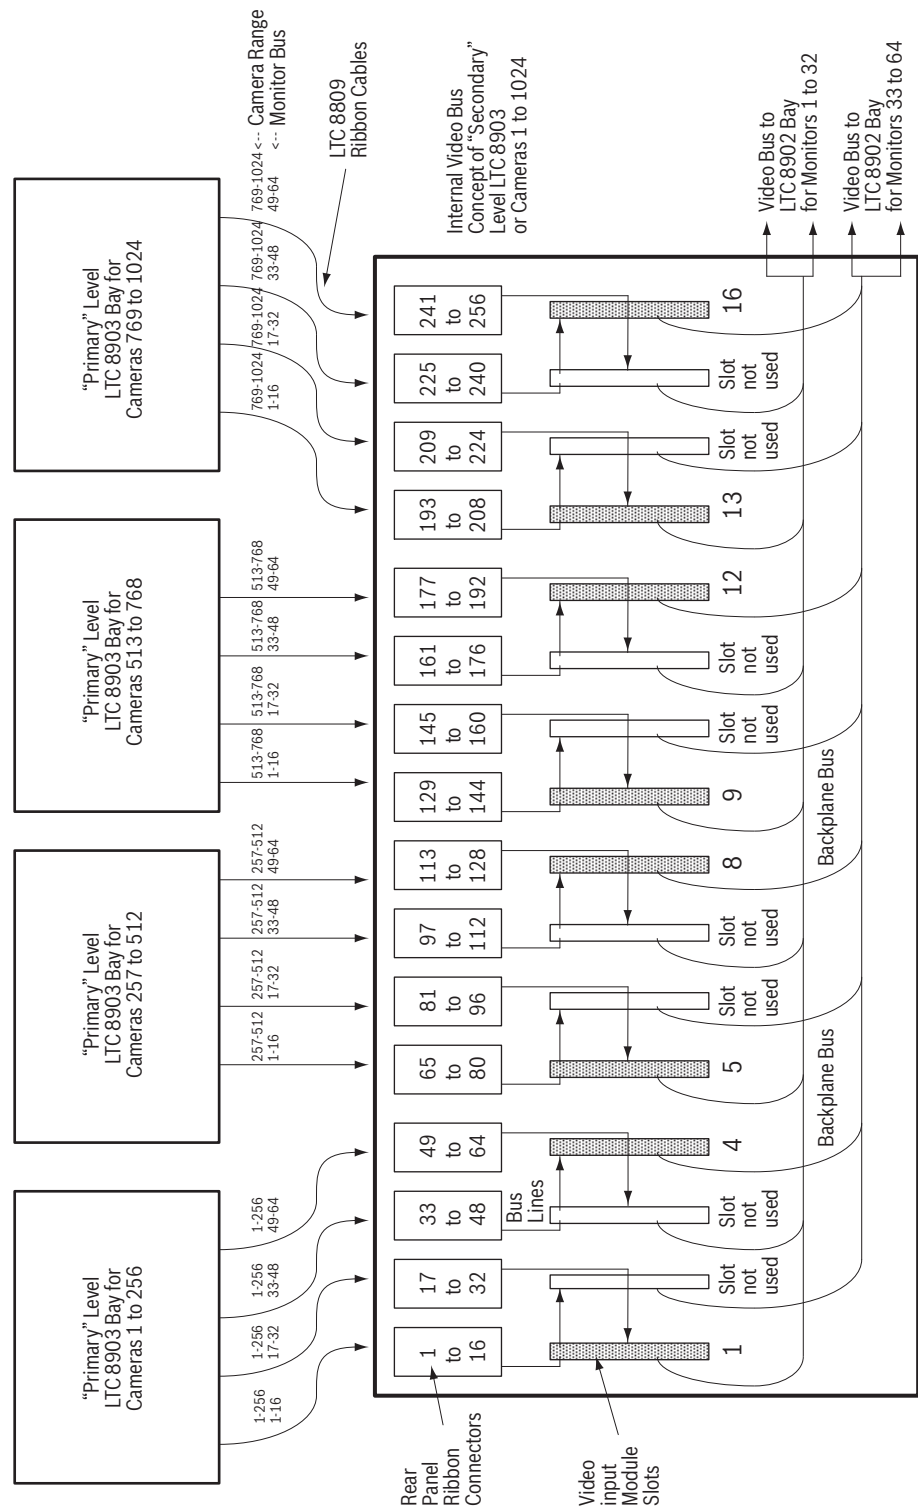 "Primary" Level
LTC 8903 Bay for
Cameras 1 to 256
"Primary" Level
LTC 8903 Bay for
Cameras 257 to 512
"Primary" Level
LTC 8903 Bay for
Cameras 513 to 768
"Primary" Level
LTC 8903 Bay for
Cameras 769 to 1024
1-256
1-16
1-256
17-32
1-256
33-48
1-256
49-64
257-512
1-16
257-512
17-32
257-512
33-48
257-512
49-64
513-768
1-16
513-768
17-32
513-768
33-48
513-768
49-64
769-1024
1-16
769-1024
17-32
769-1024
33-48
769-1024
49-64
<-- Camera Range
<-- Monitor Bus
LTC 8809
Ribbon Cables
Rear
Panel
Ribbon
Connectors
1
to
16
17
to
32
33
to
48
49
to
64
65
to
80
81
to
96
97
to
112
113
to
128
129
to
144
145
to
160
161
to
176
177
to
192
193
to
208
209
to
224
225
to
240
241
to
256
Internal Video Bus
Concept of "Secondary"
Level LTC 8903
or Cameras 1 to 1024
Bus
Lines
Video
input
Module
Slots
1
Slot
not
used
Slot
not
used
4
5
Slot
not
used
Slot
not
used
8
9
Slot
not
used
Slot
not
used
12
13
Slot
not
used
Slot
not
used
16
Backplane Bus
Backplane Bus
Video Bus to
LTC 8902 Bay
for Monitors 1 to 32
Video Bus to
LTC 8902 Bay
for Monitors 33 to 64